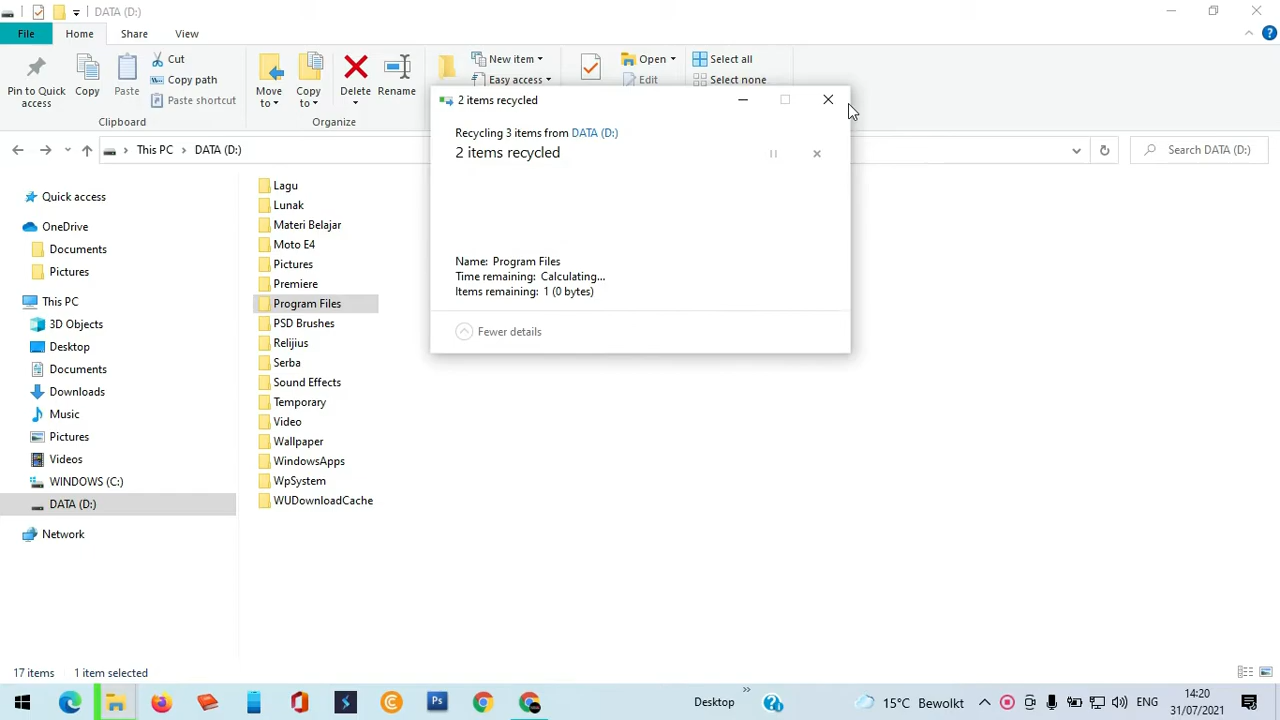 DATA (D:)
File
Home
Share
View
Pin to Quick
access
Copy
Paste
Cut
Copy path
Paste shortcut
Clipboard
Move
to
Copy
to
Delete
Rename
Organize
New item
Easy access
Open
Edit
Select all
Select none
This PC
DATA (D:)
Search DATA (D:)
Quick access
OneDrive
Documents
Pictures
This PC
3D Objects
Desktop
Documents
Downloads
Music
Pictures
Videos
WINDOWS (C:)
DATA (D:)
Network
Lagu
Lunak
Materi Belajar
Moto E4
Pictures
Premiere
Program Files
PSD Brushes
Relijius
Serba
Sound Effects
Temporary
Video
Wallpaper
WindowsApps
WpSystem
WUDownloadCache
2 items recycled
Recycling 3 items from DATA (D:)
2 items recycled
Name: Program Files
Time remaining: Calculating...
Items remaining: 1 (0 bytes)
Fewer details
17 items
1 item selected
Ps
Desktop
15°C Bewolkt
ENG
14:20
31/07/2021